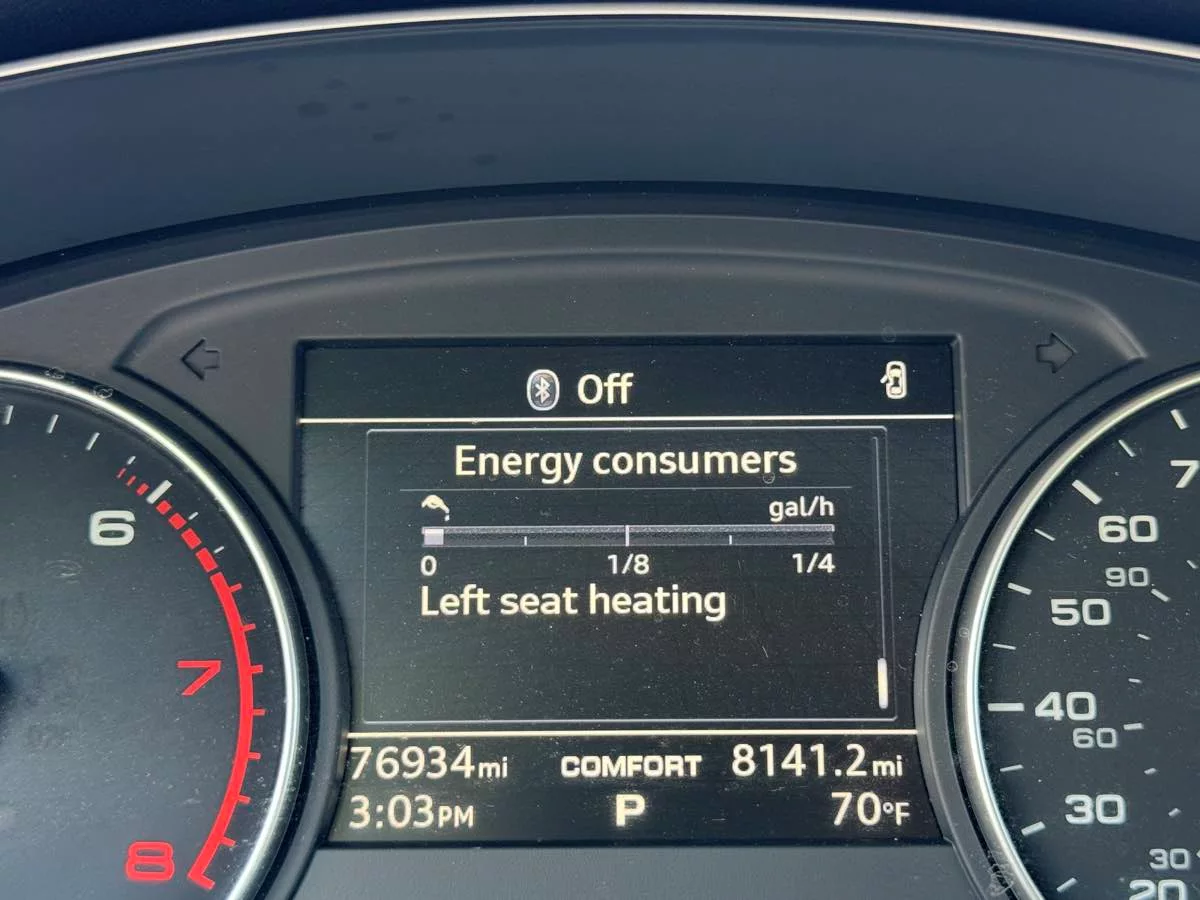 Off
Energy consumers
gal/h
0 1/8 1/4
Left seat heating
76934mi COMFORT 8141.2mi
3:03PM P 70°F
6
7
8
60
90
50
40
60
30
30
20